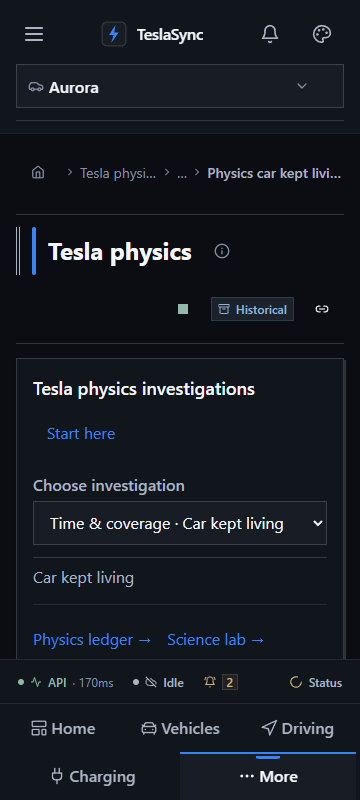 TeslaSync
Aurora
Tesla physi... › ... › Physics car kept livi...
Tesla physics
Historical
Tesla physics investigations
Start here
Choose investigation
Time & coverage · Car kept living
Car kept living
Physics ledger → Science lab →
API · 170ms Idle 2 Status
Home Vehicles Driving
Charging ··· More